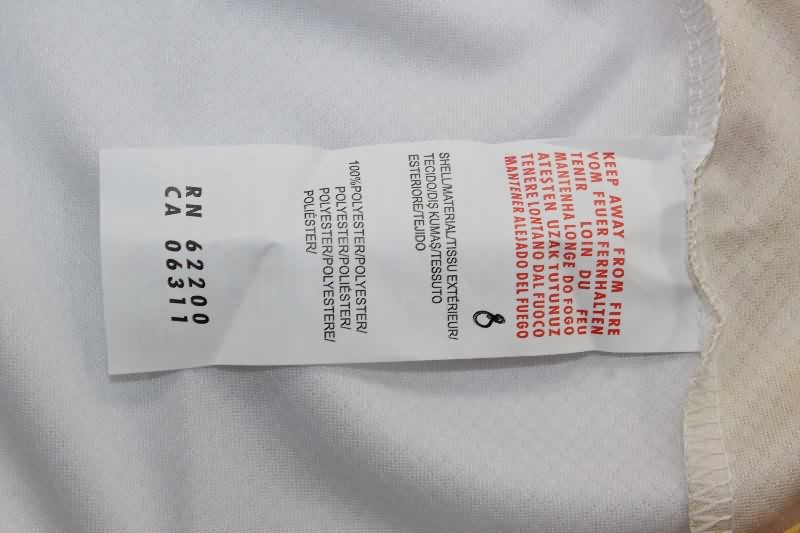 KEEP AWAY FROM FIRE
VOM FEUER FERNHALTEN
TENIR LOIN DU FEU
MANTENHA LONGE DO FOGO
ATEŞTEN UZAK TUTUNUZ
TENERE LONTANO DAL FUOCO
MANTENER ALEJADO DEL FUEGO
8
SHELL/MATERIAL/TISSU EXTÉRIEUR/
TECIDO/DIŞ KUMAŞ/TESSUTO
ESTERIORE/TEJIDO
100%POLYESTER/POLYESTER/
POLYESTER/POLIÉSTER/
POLYESTER/POLYESTERE/
POLIÉSTER/
RN 62200
CA 06311